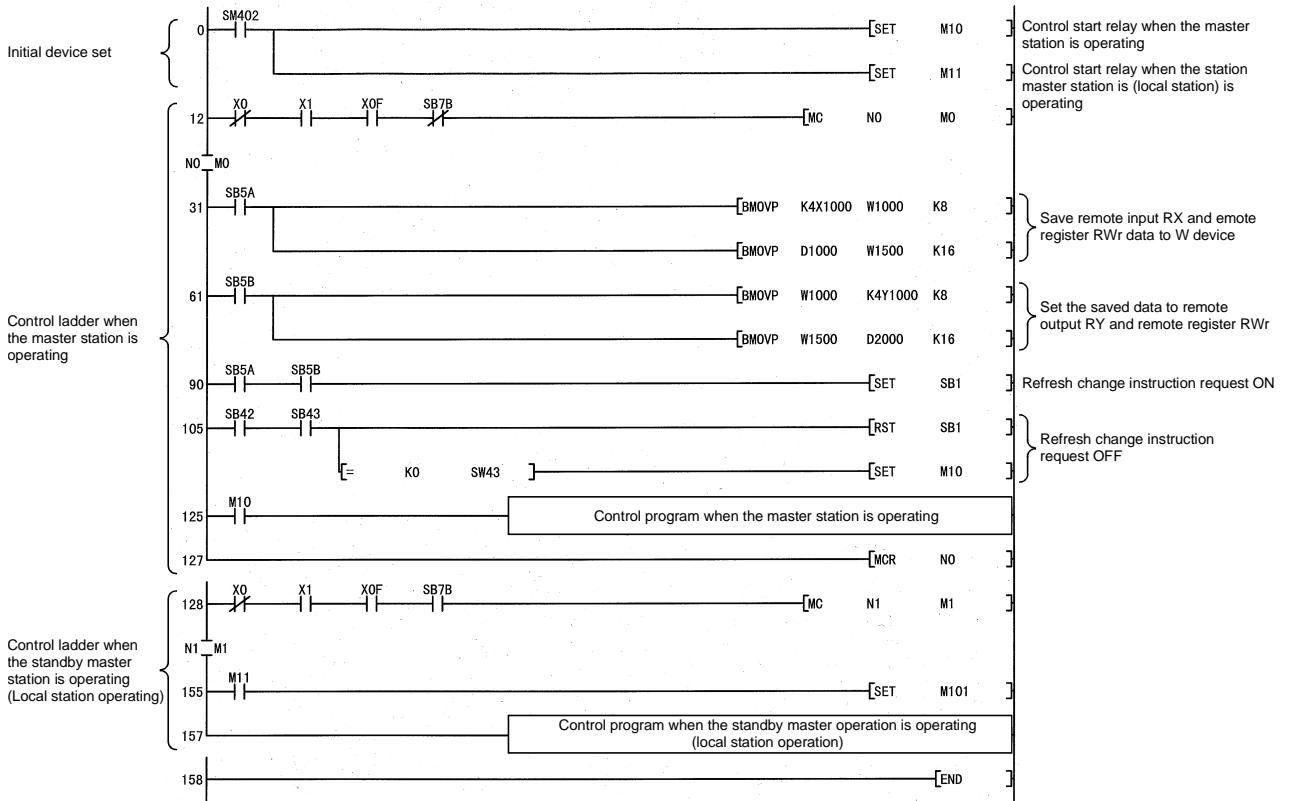 SM402
0 [SET M10 ] Control start relay when the master
station is operating
Initial device set
[SET M11 ] Control start relay when the station
master station is (local station) is
operating
X0 X1 X0F SB7B
12 [MC N0 M0 ]
N0 M0
SB5A
31 [BMOVP K4X1000 W1000 K8 ]
Save remote input RX and emote
register RWr data to W device
[BMOVP D1000 W1500 K16 ]
SB5B
61 [BMOVP W1000 K4Y1000 K8 ]
Set the saved data to remote
output RY and remote register RWr
Control ladder when
the master station is
operating
[BMOVP W1500 D2000 K16 ]
SB5A SB5B
90 [SET SB1 ] Refresh change instruction request ON
SB42 SB43
105 [RST SB1 ]
Refresh change instruction
request OFF
[= K0 SW43 ] [SET M10 ]
M10
125 Control program when the master station is operating
127 [MCR N0 ]
X0 X1 X0F SB7B
128 [MC N1 M1 ]
N1 M1
Control ladder when
the standby master
station is operating
(Local station operating)
M11
155 [SET M101 ]
157 Control program when the standby master operation is operating
(local station operation)
158 [END ]